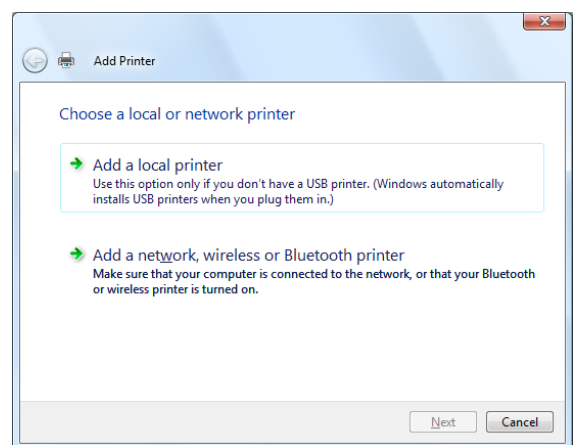 Add Printer
Choose a local or network printer
Add a local printer
Use this option only if you don't have a USB printer. (Windows automatically
installs USB printers when you plug them in.)
Add a network, wireless or Bluetooth printer
Make sure that your computer is connected to the network, or that your Bluetooth
or wireless printer is turned on.
Next
Cancel